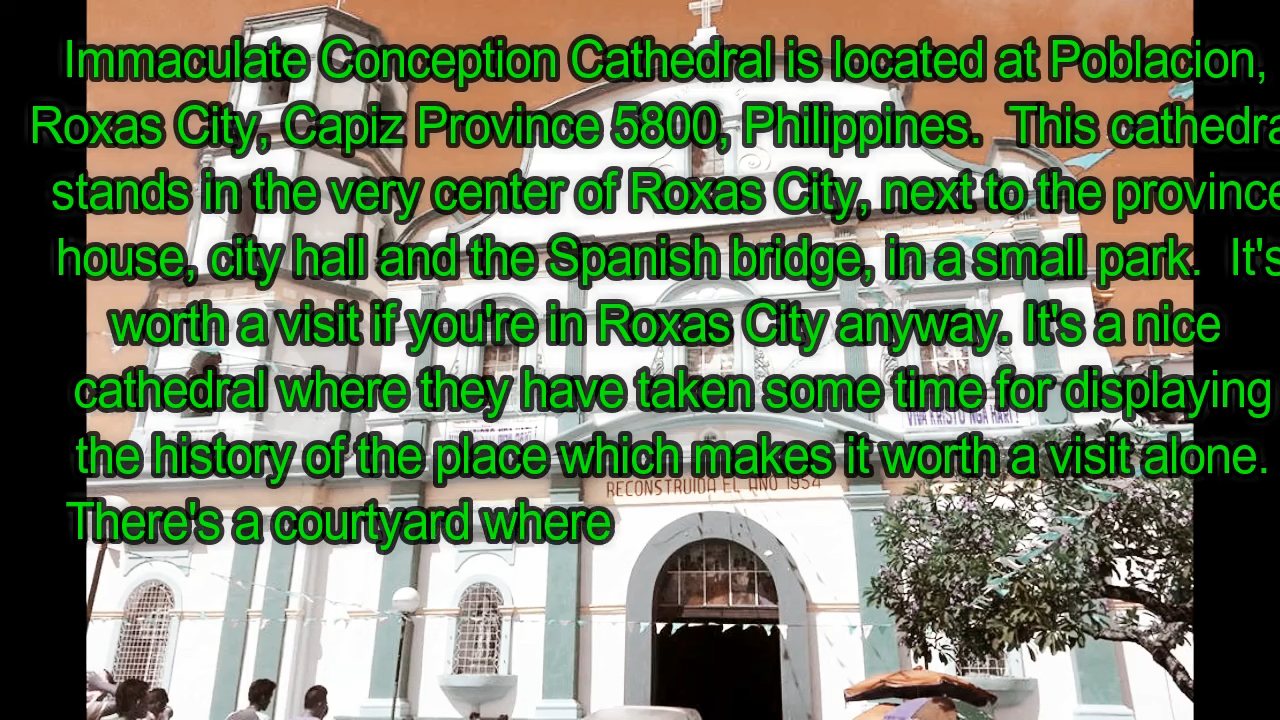 Immaculate Conception Cathedral is located at Poblacion,
Roxas City, Capiz Province 5800, Philippines. This cathedra
stands in the very center of Roxas City, next to the province
house, city hall and the Spanish bridge, in a small park. It's
worth a visit if you're in Roxas City anyway. It's a nice
cathedral where they have taken some time for displaying
the history of the place which makes it worth a visit alone.
There's a courtyard where
VIVA KRISTO NGA HARI!
RECONSTRUIDA EL AÑO 1954